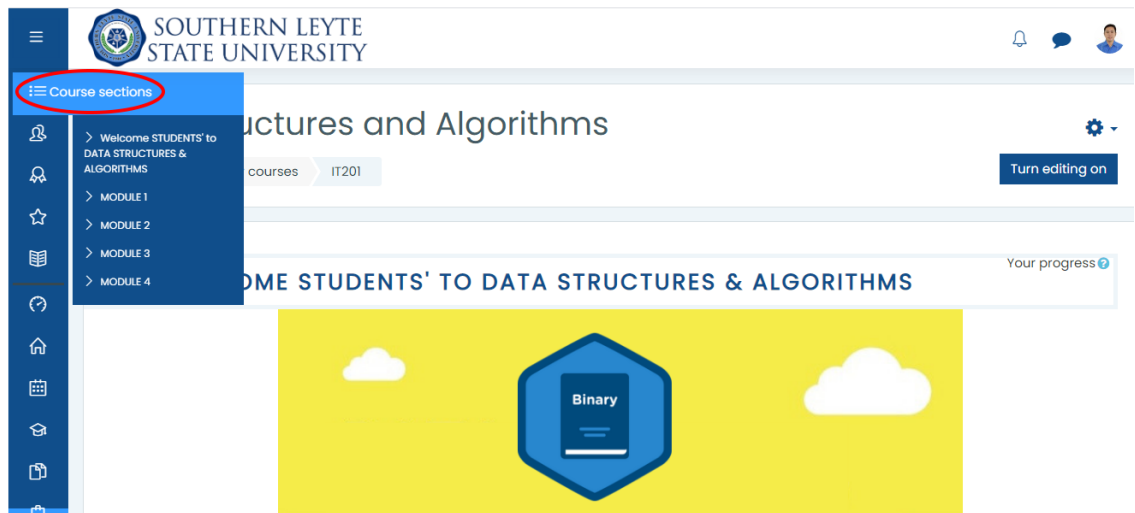 SOUTHERN LEYTE
STATE UNIVERSITY
Course sections
Welcome STUDENTS' to
DATA STRUCTURES &
ALGORITHMS
MODULE 1
MODULE 2
MODULE 3
MODULE 4
uctures and Algorithms
courses
IT201
Turn editing on
Your progress
OME STUDENTS' TO DATA STRUCTURES & ALGORITHMS
Binary